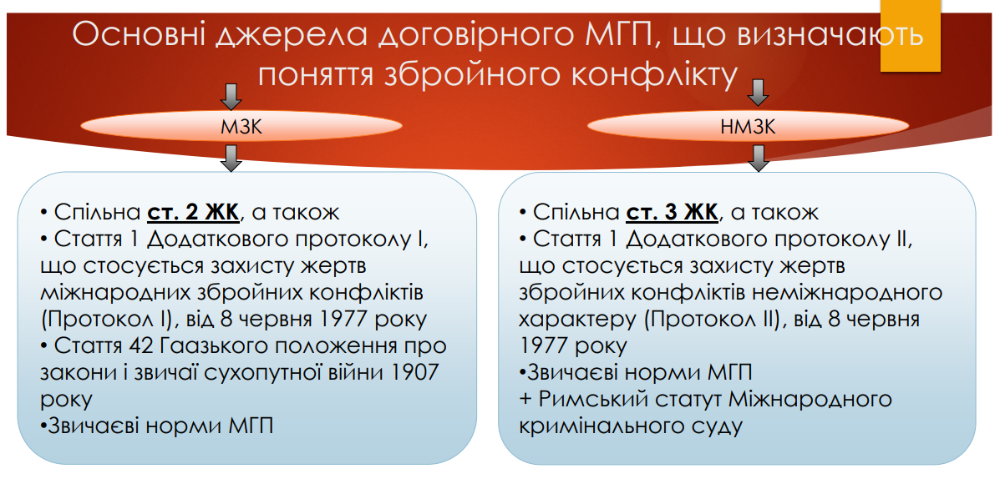 Основні джерела договірного МГП, що визначають
поняття збройного конфлікту
МЗК
НМЗК
• Спільна ст. 2 ЖК, а також
• Стаття 1 Додаткового протоколу I,
що стосується захисту жертв
міжнародних збройних конфліктів
(Протокол I), від 8 червня 1977 року
• Стаття 42 Гаазького положення про
закони і звичаї сухопутної війни 1907
року
•Звичаєві норми МГП
• Спільна ст. 3 ЖК, а також
• Стаття 1 Додаткового протоколу II,
що стосується захисту жертв
збройних конфліктів неміжнародного
характеру (Протокол II), від 8 червня
1977 року
•Звичаєві норми МГП
+ Римський статут Міжнародного
кримінального суду